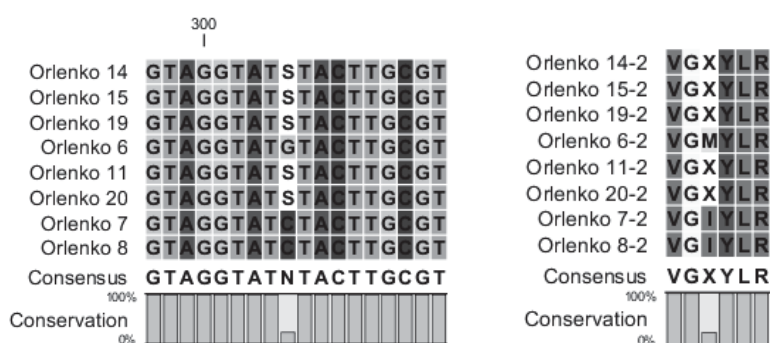 300
Orlenko 14 GTAGGTATSTACTTGCGT
Orlenko 15 GTAGGTATSTACTTGCGT
Orlenko 19 GTAGGTATSTACTTGCGT
Orlenko 6 GTAGGTATGTACTTGCGT
Orlenko 11 GTAGGTATSTACTTGCGT
Orlenko 20 GTAGGTATSTACTTGCGT
Orlenko 7 GTAGGTATCTACTTGCGT
Orlenko 8 GTAGGTATCTACTTGCGT
Consensus GTAGGTATNTACTTGCGT
100%
Conservation
0%
Orlenko 14-2 VGXYLR
Orlenko 15-2 VGXYLR
Orlenko 19-2 VGXYLR
Orlenko 6-2 VGMYLR
Orlenko 11-2 VGXYLR
Orlenko 20-2 VGXYLR
Orlenko 7-2 VGIYLR
Orlenko 8-2 VGIYLR
Consensus VGXYLR
100%
Conservation
0%